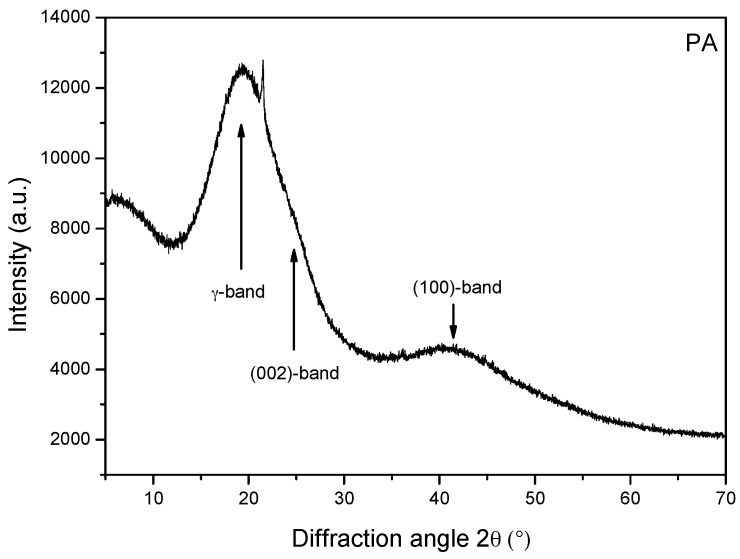 PA
14000
12000
10000
8000
6000
4000
2000
γ-band
(002)-band
(100)-band
10 20 30 40 50 60 70
Intensity (a.u.)
Diffraction angle 2θ (°)